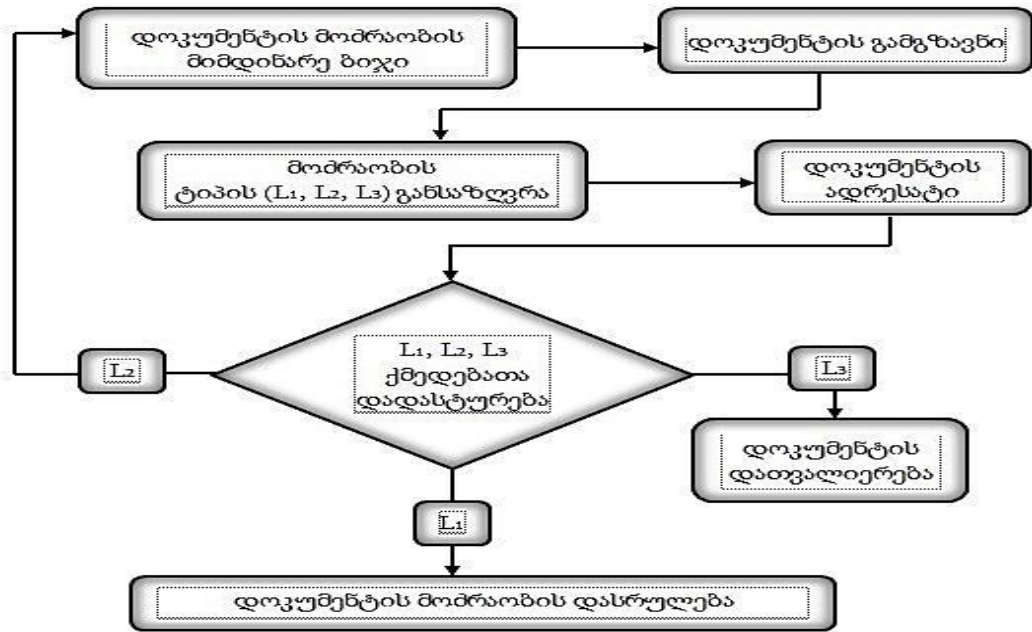 დოკუმენტის მოძრაობის
მიმდინარე ბიჯი
დოკუმენტის გამგზავნი
მოძრაობის
ტიპის (L₁, L₂, L₃) განსაზღვრა
დოკუმენტის
ადრესატი
L₁, L₂, L₃
ქმედებათა
დადასტურება
L₂
L₃
დოკუმენტის
დათვალიერება
L₁
დოკუმენტის მოძრაობის დასრულება